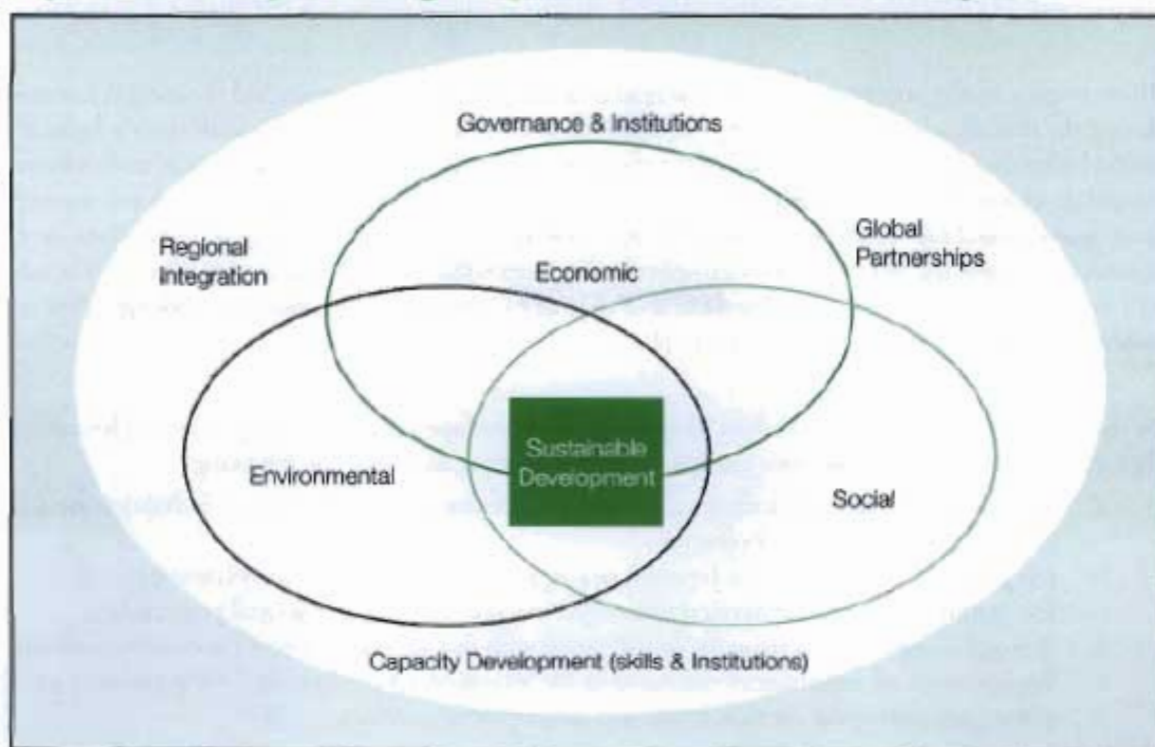 Governance & Institutions
Regional
Integration
Global
Partnerships
Economic
Sustainable
Development
Environmental
Social
Capacity Development (skills & Institutions)